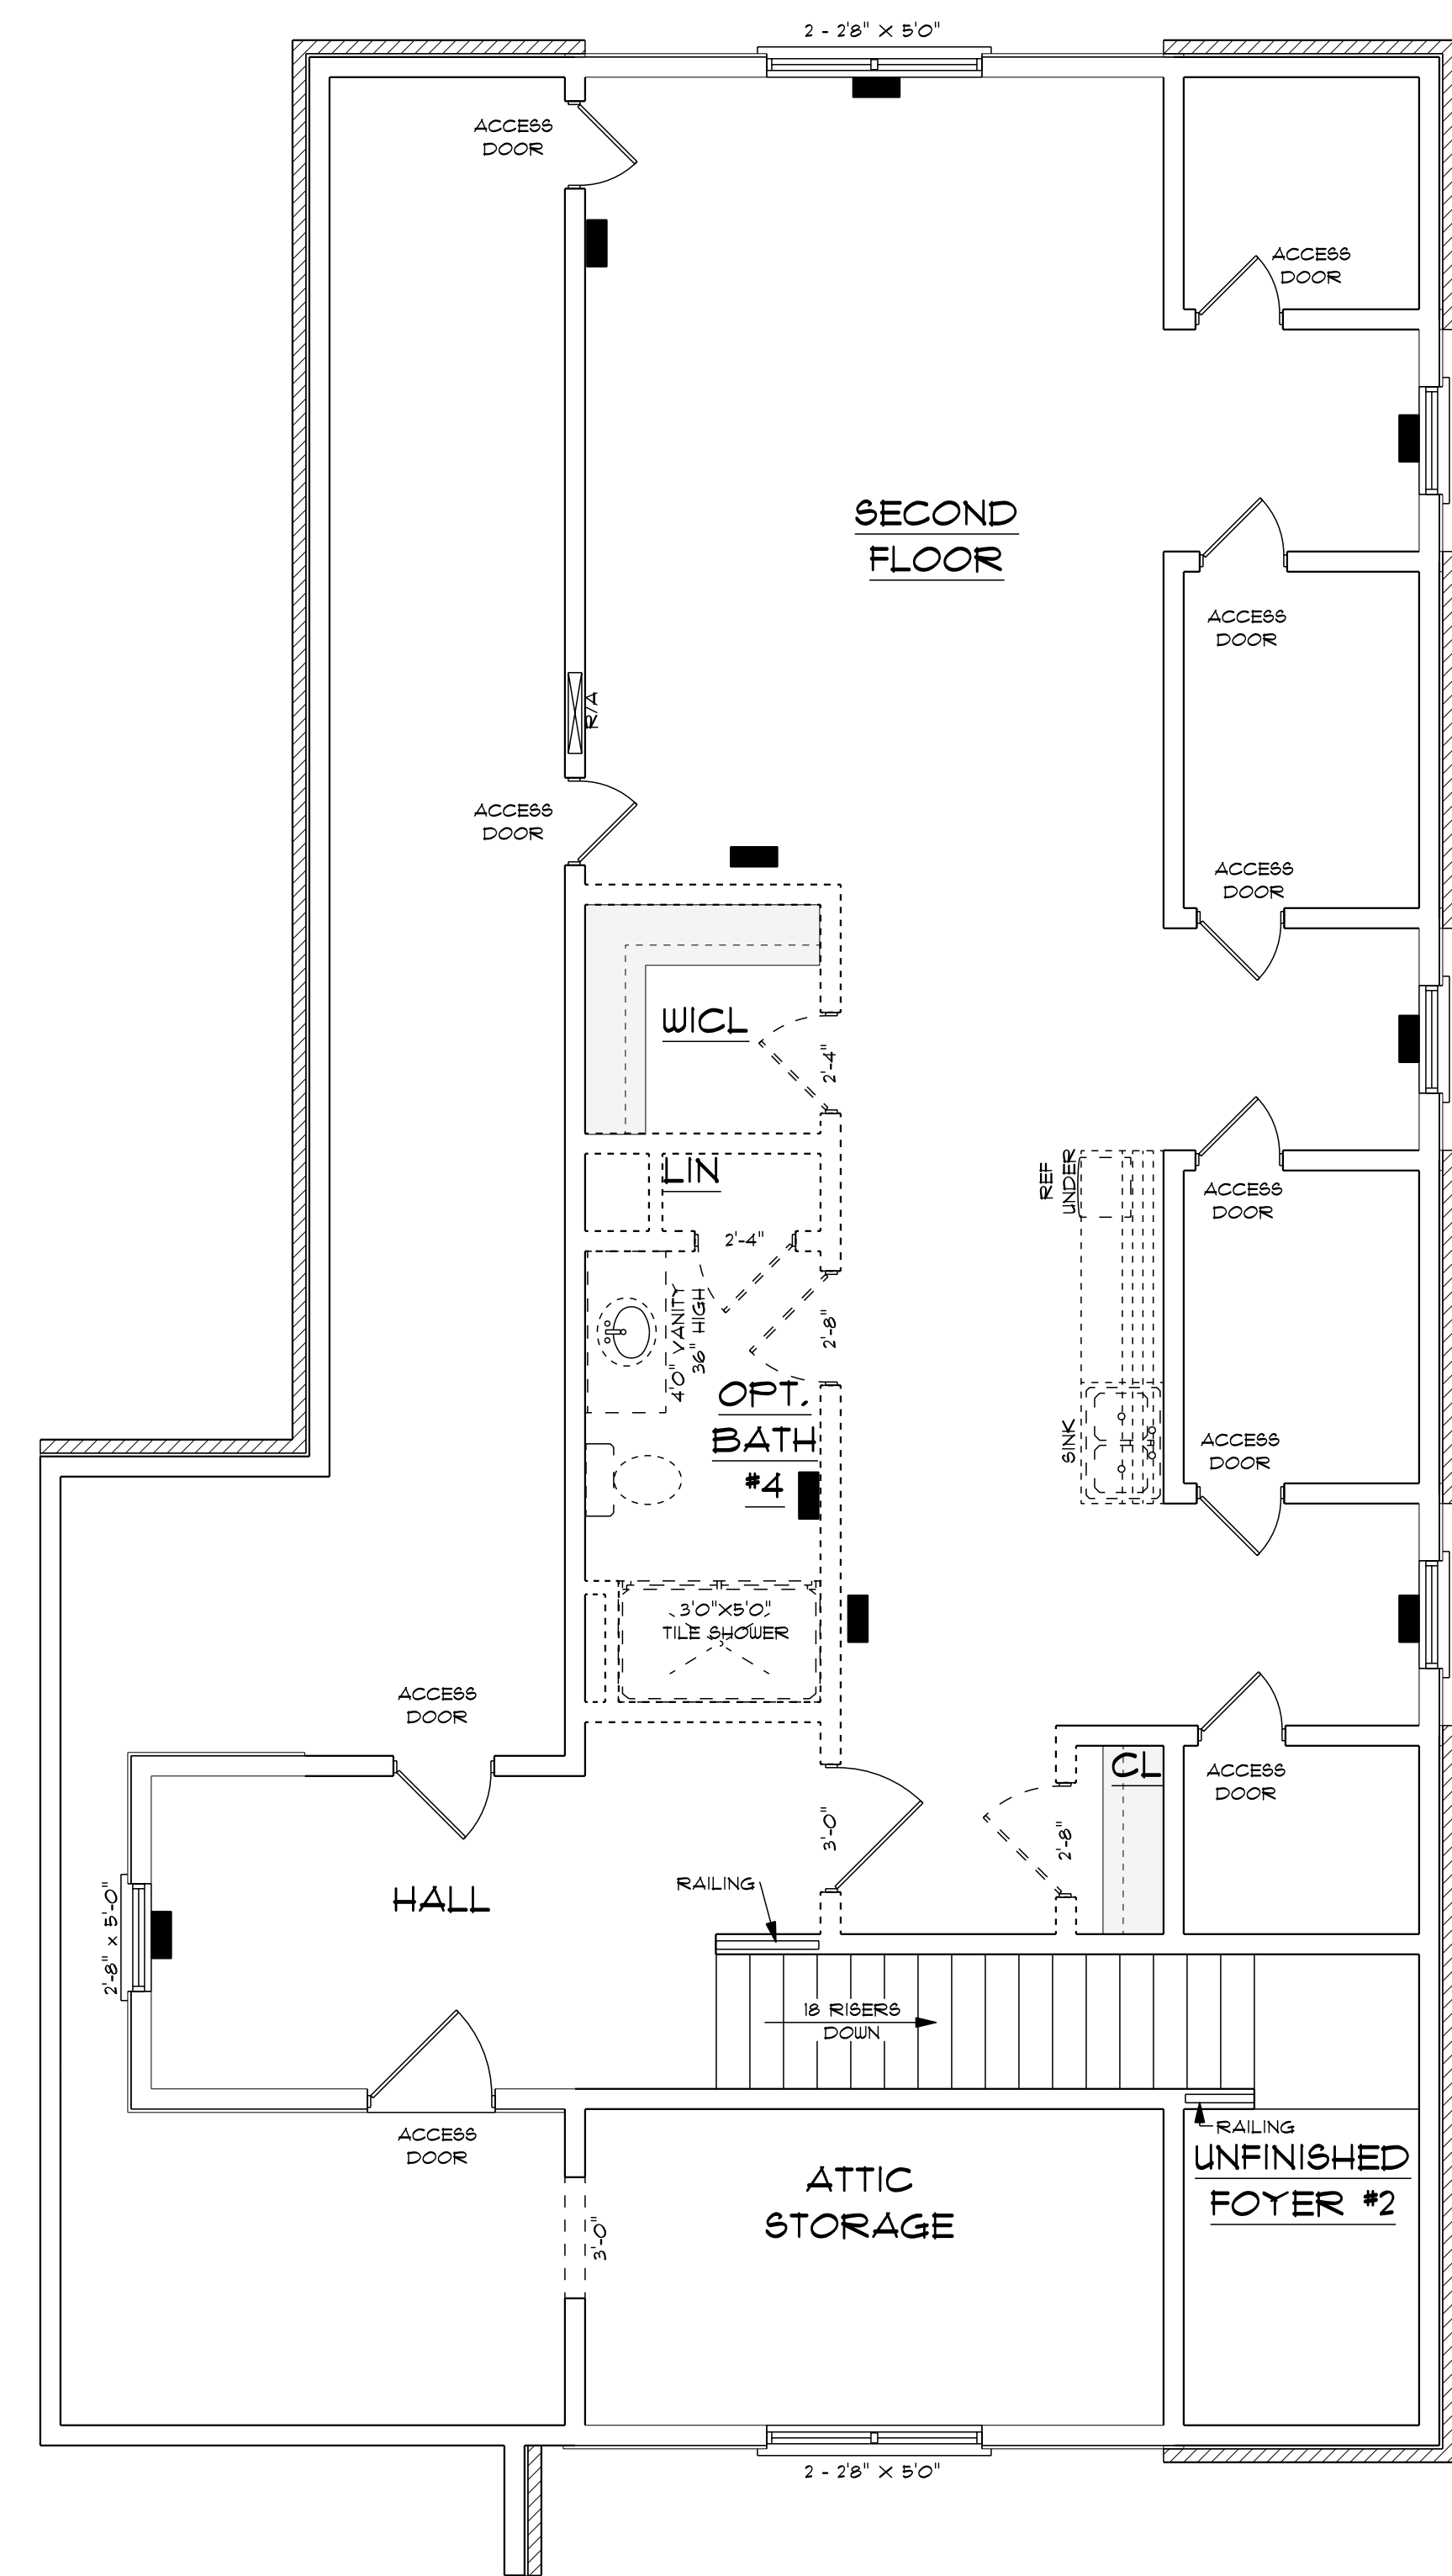 2 - 2'8" X 5'0"
ACCESS
DOOR
ACCESS
DOOR
SECOND
FLOOR
ACCESS
DOOR
R/A
ACCESS
DOOR
ACCESS
DOOR
WICL
2'-4"
LIN
REF
UNDER
ACCESS
DOOR
2'-4"
4'0" VANITY
36" HIGH
2'-8"
OPT.
BATH
#4
SINK
ACCESS
DOOR
3'0"X5'0"
TILE SHOWER
ACCESS
DOOR
CL
ACCESS
DOOR
3'-0"
2'-8"
RAILING
HALL
2'-8" x 5'-0"
18 RISERS
DOWN
ACCESS
DOOR
RAILING
UNFINISHED
FOYER #2
ATTIC
STORAGE
3'-0"
2 - 2'8" X 5'0"